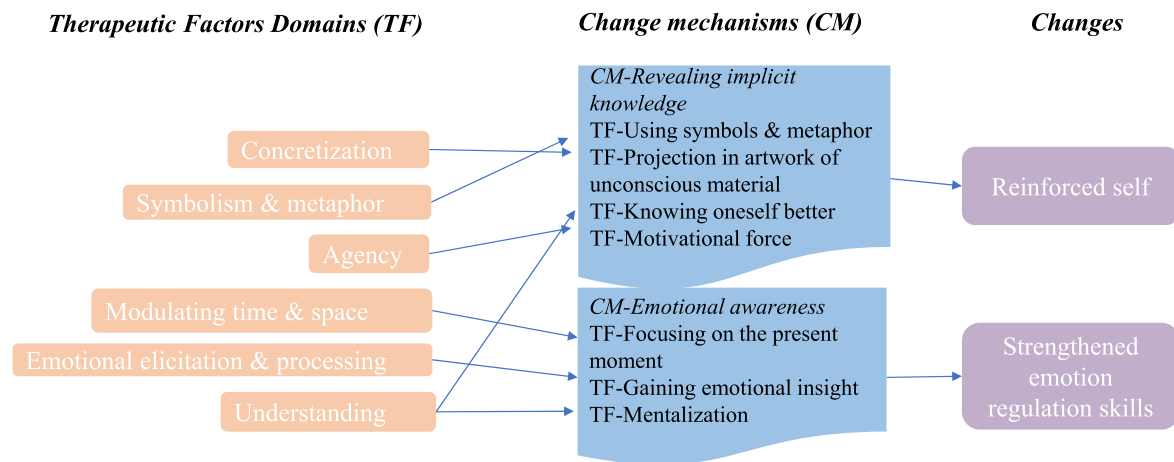 Therapeutic Factors Domains (TF)
Change mechanisms (CM)
Changes
Concretization
Symbolism & metaphor
Agency
Modulating time & space
Emotional elicitation & processing
Understanding
CM-Revealing implicit
knowledge
TF-Using symbols & metaphor
TF-Projection in artwork of
unconscious material
TF-Knowing oneself better
TF-Motivational force
CM-Emotional awareness
TF-Focusing on the present
moment
TF-Gaining emotional insight
TF-Mentalization
Reinforced self
Strengthened
emotion
regulation skills